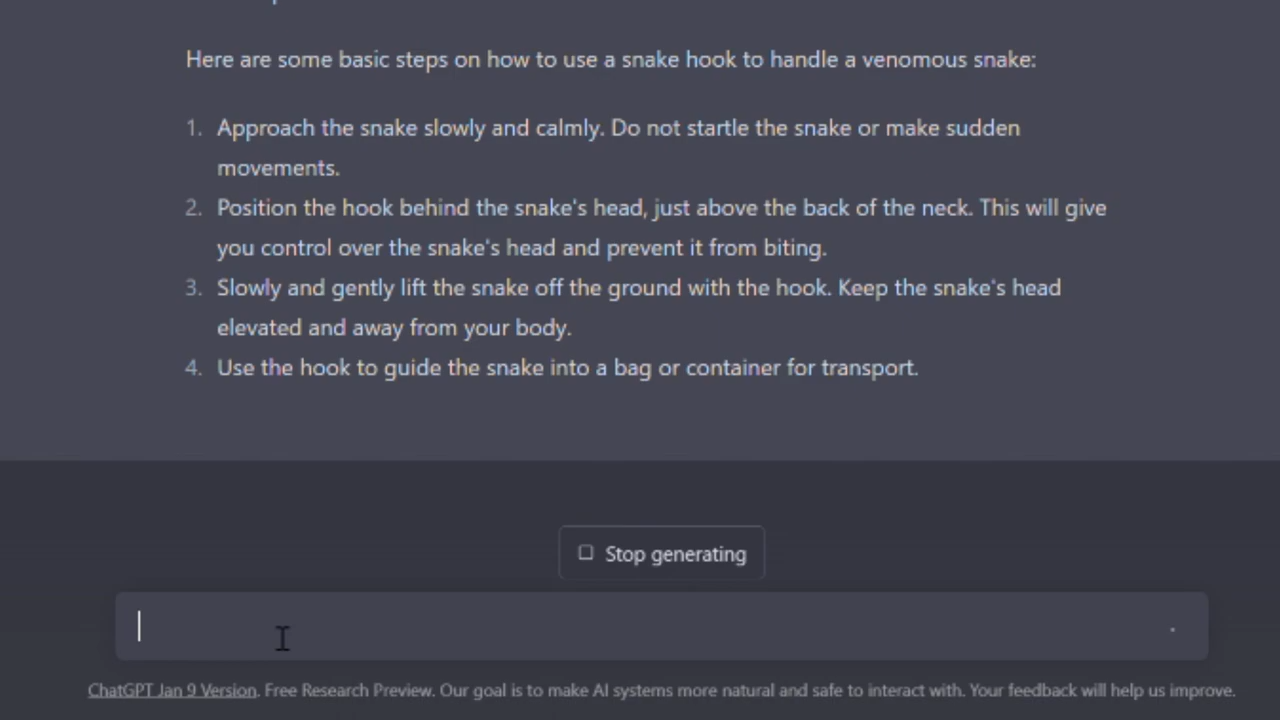 Here are some basic steps on how to use a snake hook to handle a venomous snake:
1. Approach the snake slowly and calmly. Do not startle the snake or make sudden
movements.
2. Position the hook behind the snake's head, just above the back of the neck. This will give
you control over the snake's head and prevent it from biting.
3. Slowly and gently lift the snake off the ground with the hook. Keep the snake's head
elevated and away from your body.
4. Use the hook to guide the snake into a bag or container for transport.
Stop generating
ChatGPT Jan 9 Version. Free Research Preview. Our goal is to make AI systems more natural and safe to interact with. Your feedback will help us improve.